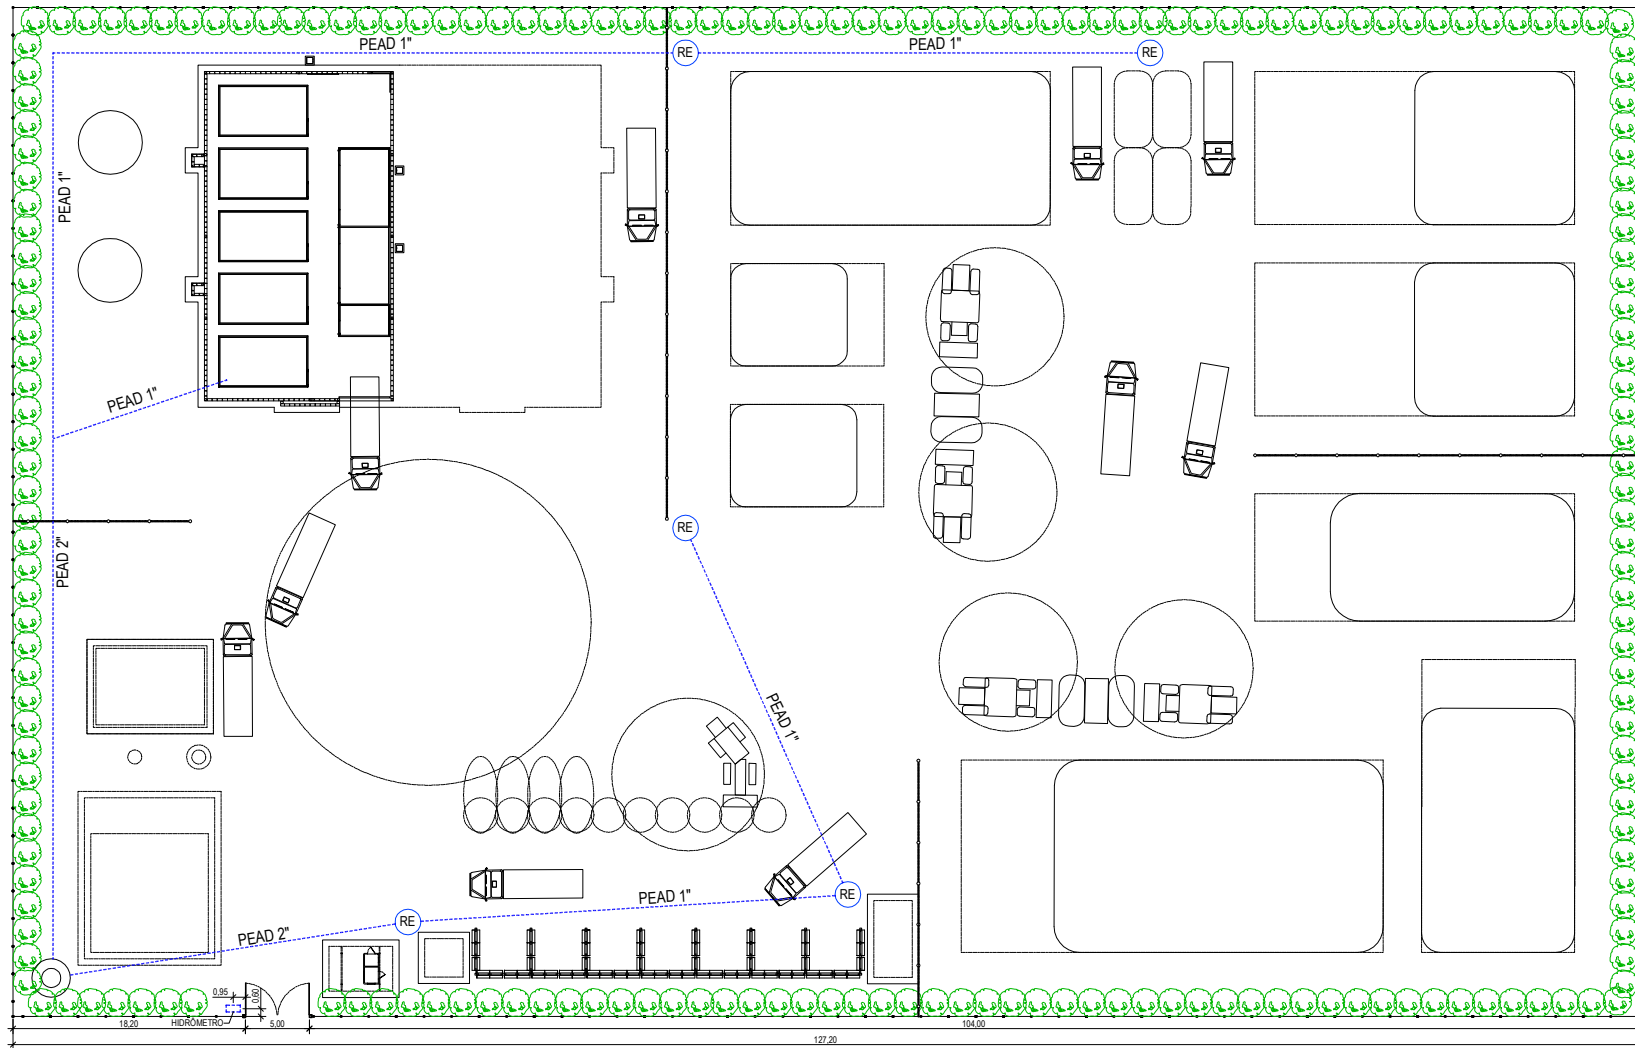 PEAD 1"
RE
PEAD 1"
RE
PEAD 1"
PEAD 1"
RE
PEAD 2"
PEAD 1"
PEAD 1"
RE
RE
PEAD 2"
0,95
0,60
HIDRÔMETRO
18,20
5,00
104,00
127,20